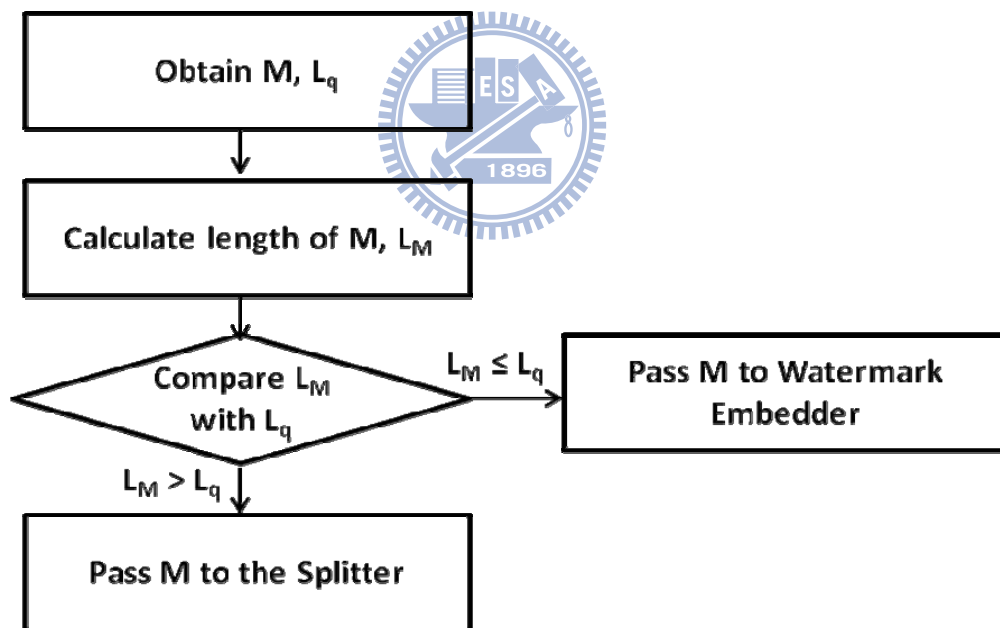 Obtain M, Lq
E S A
1896
Calculate length of M, LM
Compare LM
with Lq
LM ≤ Lq
Pass M to Watermark
Embedder
LM > Lq
Pass M to the Splitter